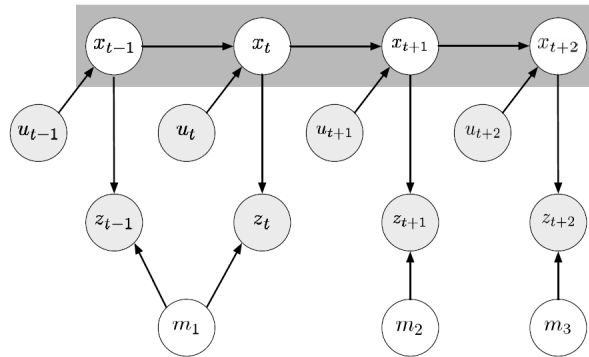 x_{t−1} x_t x_{t+1} x_{t+2}
u_{t−1} u_t u_{t+1} u_{t+2}
z_{t−1} z_t z_{t+1} z_{t+2}
m_1 m_2 m_3